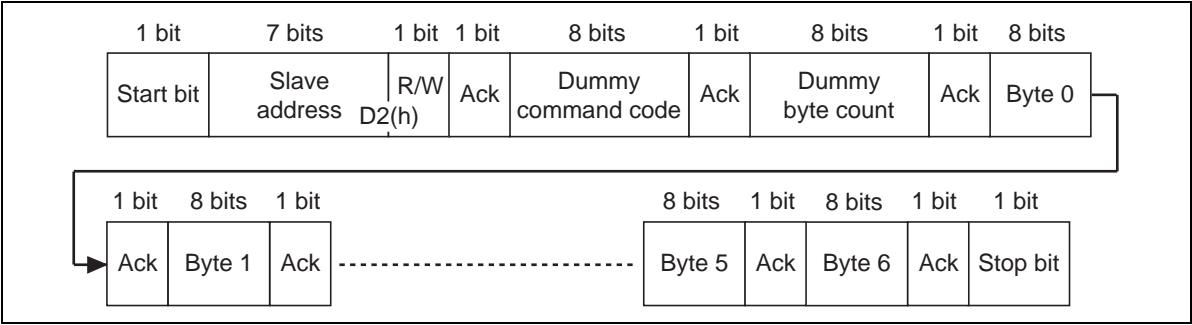 1 bit 7 bits 1 bit 1 bit 8 bits 1 bit 8 bits 1 bit 8 bits
Start bit Slave address D2(h) R/W Ack Dummy command code Ack Dummy byte count Ack Byte 0
1 bit 8 bits 1 bit 8 bits 1 bit 8 bits 1 bit 1 bit
Ack Byte 1 Ack Byte 5 Ack Byte 6 Ack Stop bit